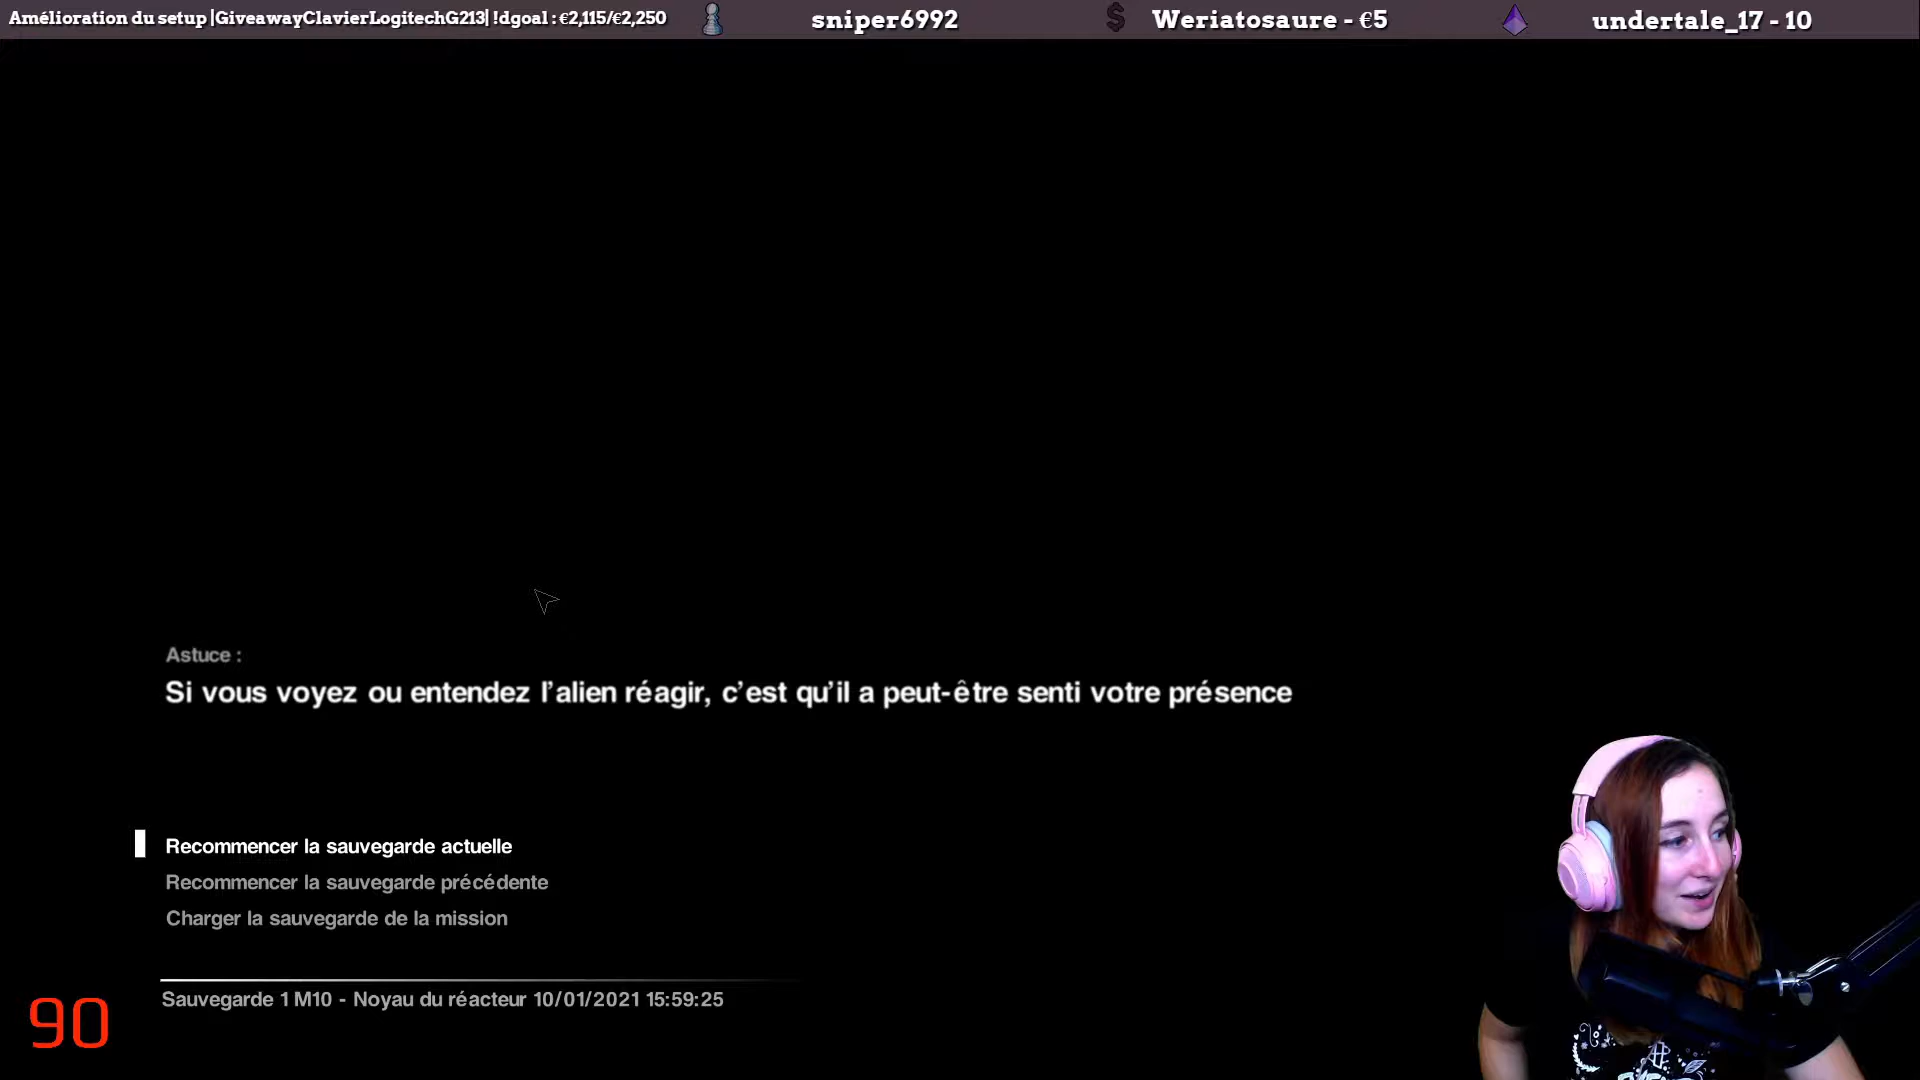 Amélioration du setup |GiveawayClavierLogitechG213| !dgoal : €2,115/€2,250
sniper6992
Weriatosaure - €5
undertale_17 - 10
Astuce :
Si vous voyez ou entendez l’alien réagir, c’est qu’il a peut-être senti votre présence
Recommencer la sauvegarde actuelle
Recommencer la sauvegarde précédente
Charger la sauvegarde de la mission
Sauvegarde 1 M10 - Noyau du réacteur 10/01/2021 15:59:25
90